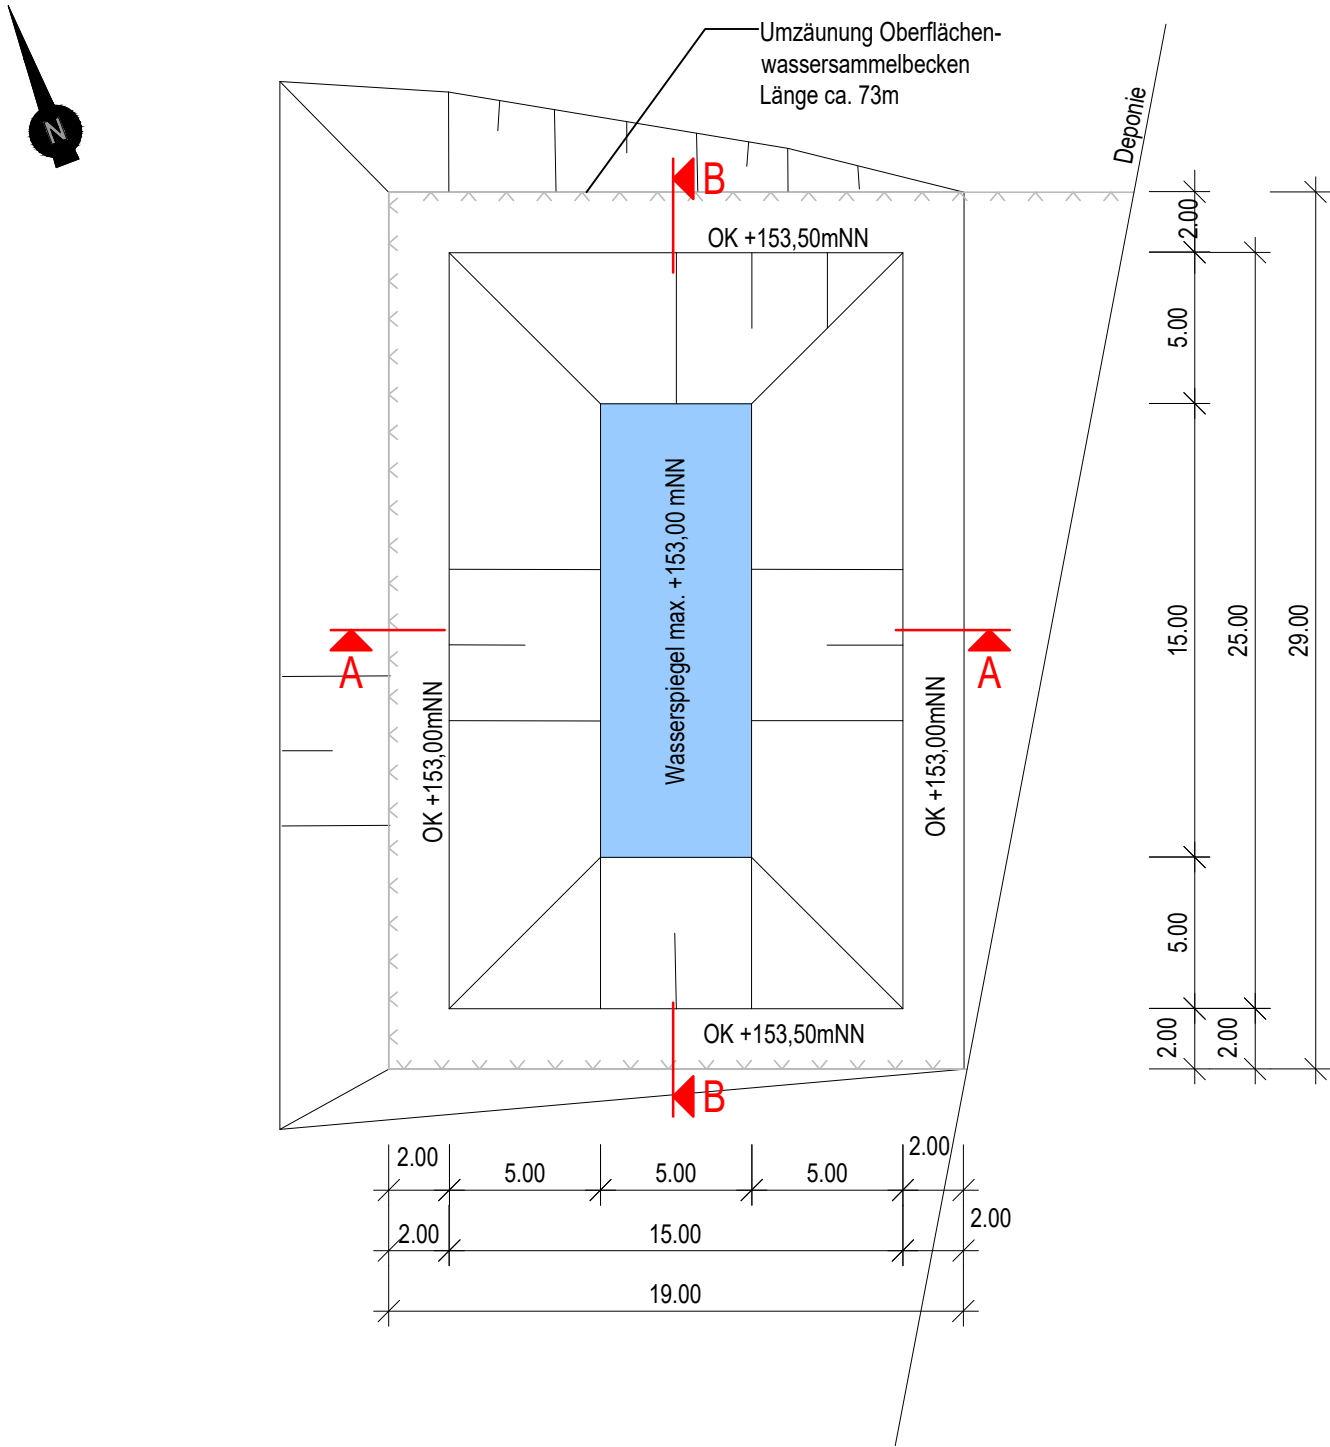 Umzäunung Oberflächen-
wassersammelbecken
Länge ca. 73m
Deponie
N
B
OK +153,50mNN
2.00
5.00
Wasserspiegel max. +153,00 mNN
15.00
25.00
29.00
A
A
OK +153,00mNN
OK +153,00mNN
5.00
OK +153,50mNN
2.00
2.00
B
2.00
5.00
5.00
5.00
2.00
2.00
15.00
2.00
19.00